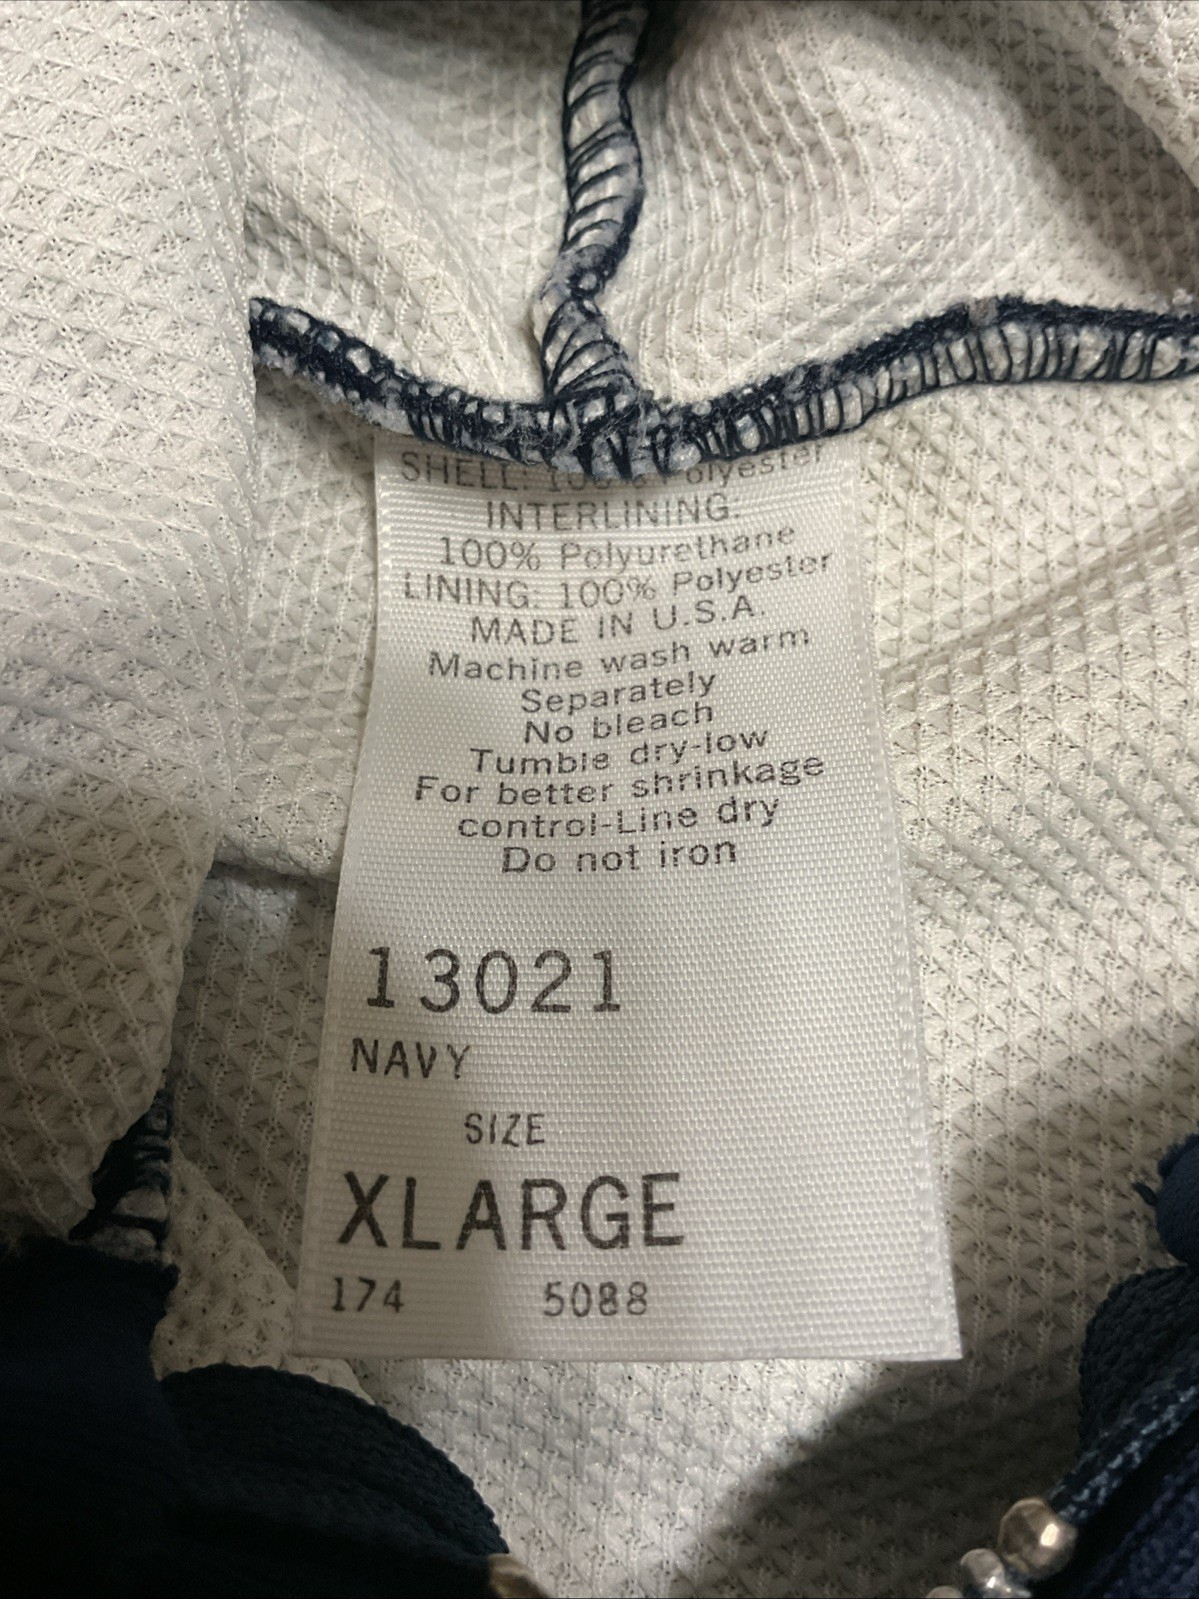 SHELL: 100% Polyester
INTERLINING:
100% Polyurethane
LINING: 100% Polyester
MADE IN U.S.A.
Machine wash warm
Separately
No bleach
Tumble dry-low
For better shrinkage
control-Line dry
Do not iron
13021
NAVY
SIZE
XLARGE
174 5088